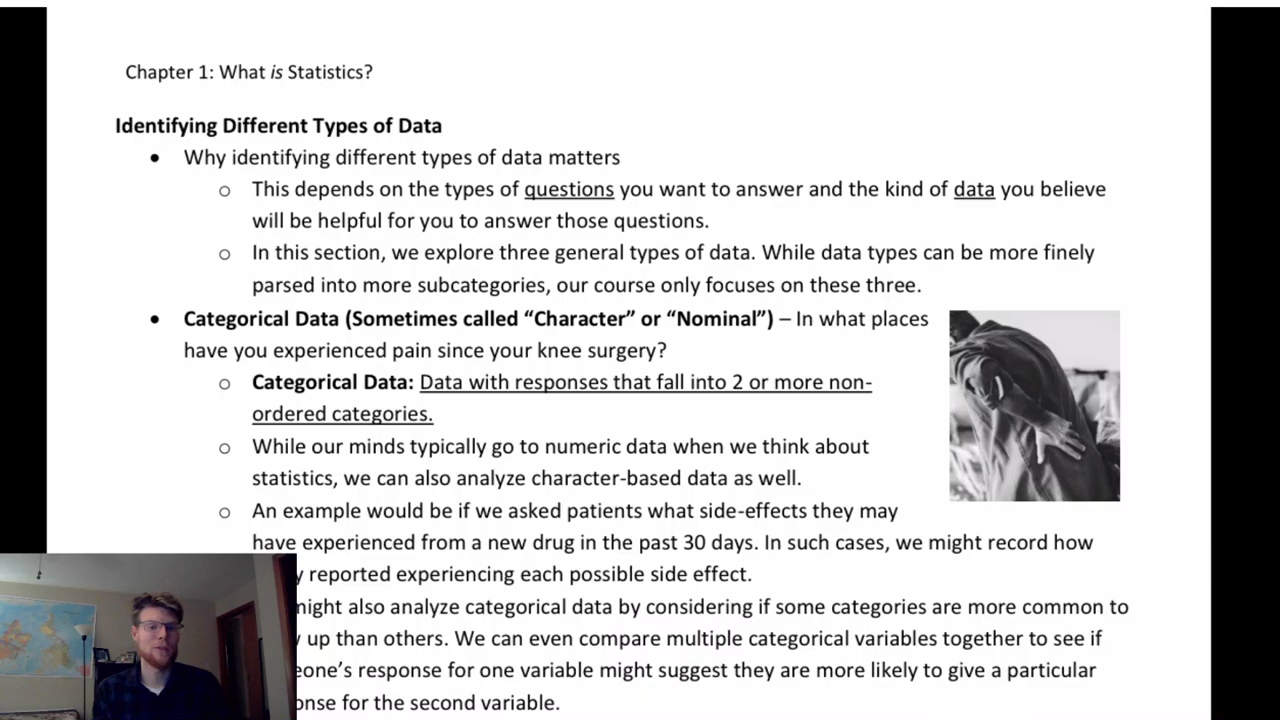 Chapter 1: What is Statistics?
Identifying Different Types of Data
• Why identifying different types of data matters
o This depends on the types of questions you want to answer and the kind of data you believe
will be helpful for you to answer those questions.
o In this section, we explore three general types of data. While data types can be more finely
parsed into more subcategories, our course only focuses on these three.
• Categorical Data (Sometimes called “Character” or “Nominal”) – In what places
have you experienced pain since your knee surgery?
o Categorical Data: Data with responses that fall into 2 or more non-
ordered categories.
o While our minds typically go to numeric data when we think about
statistics, we can also analyze character-based data as well.
o An example would be if we asked patients what side-effects they may
have experienced from a new drug in the past 30 days. In such cases, we might record how
reported experiencing each possible side effect.
might also analyze categorical data by considering if some categories are more common to
up than others. We can even compare multiple categorical variables together to see if
eone’s response for one variable might suggest they are more likely to give a particular
onse for the second variable.